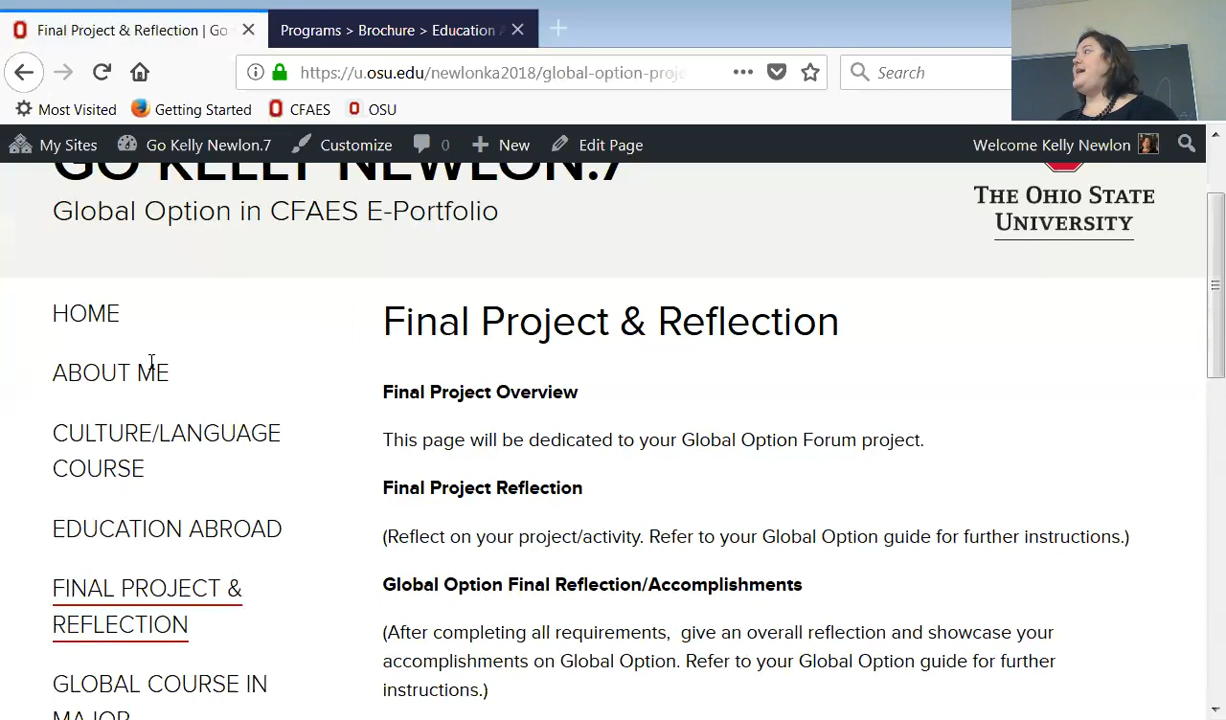 Final Project & Reflection | Go
Programs > Brochure > Education
https://u.osu.edu/newlonka2018/global-option-proj
Search
Most Visited
Getting Started
CFAES
OSU
My Sites
Go Kelly Newlon.7
Customize
0
New
Edit Page
Welcome Kelly Newlon
GO KELLY NEWLON.7
Global Option in CFAES E-Portfolio
THE OHIO STATE
UNIVERSITY
HOME
ABOUT ME
CULTURE/LANGUAGE
COURSE
EDUCATION ABROAD
FINAL PROJECT &
REFLECTION
GLOBAL COURSE IN
MAJOR
Final Project & Reflection
Final Project Overview
This page will be dedicated to your Global Option Forum project.
Final Project Reflection
(Reflect on your project/activity. Refer to your Global Option guide for further instructions.)
Global Option Final Reflection/Accomplishments
(After completing all requirements, give an overall reflection and showcase your
accomplishments on Global Option. Refer to your Global Option guide for further
instructions.)